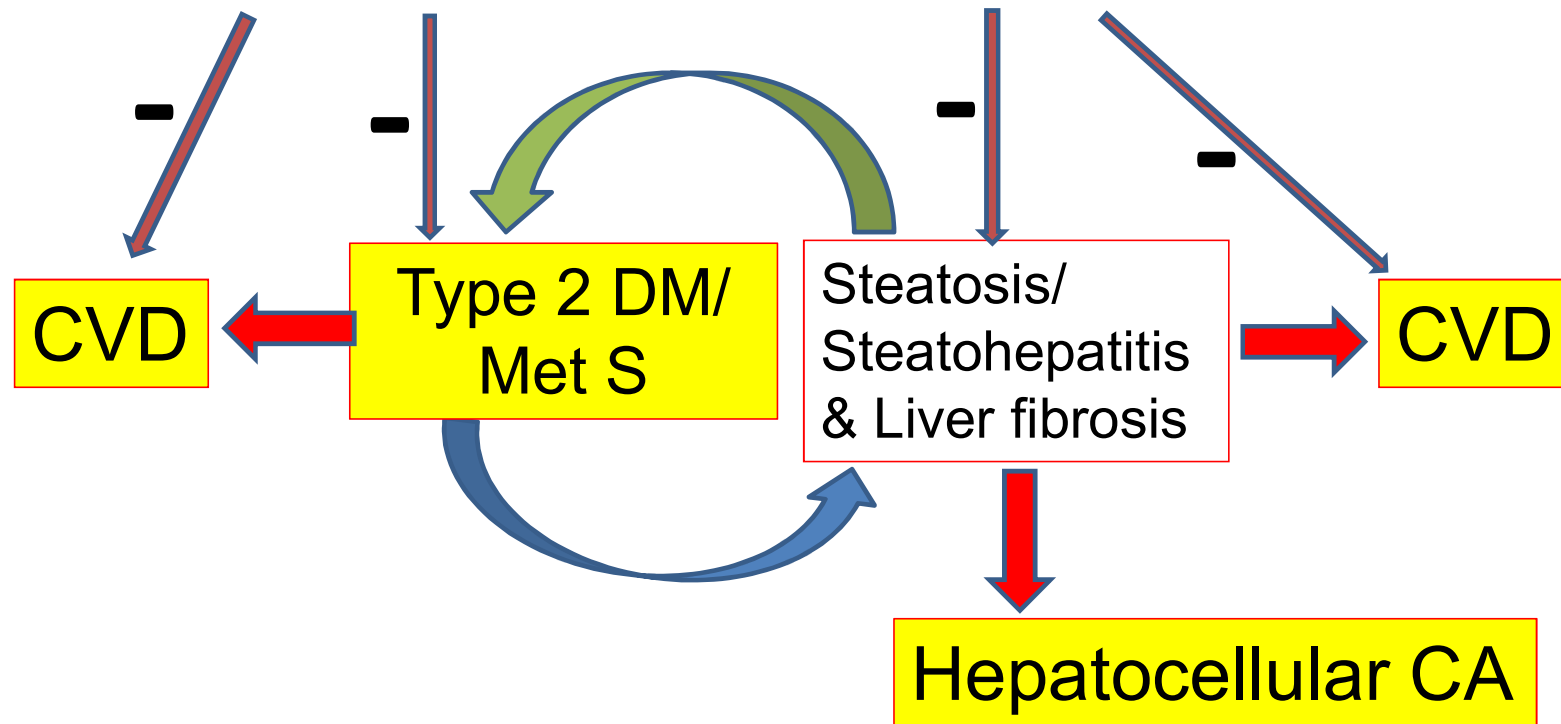 -
-
-
-
CVD
Type 2 DM/
Met S
Steatosis/
Steatohepatitis
& Liver fibrosis
CVD
Hepatocellular CA